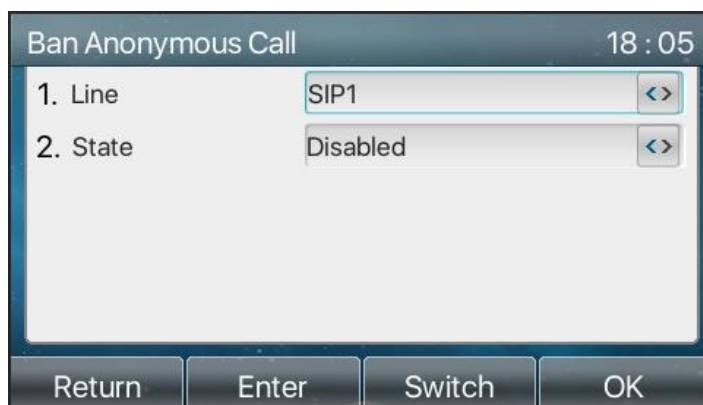 Ban Anonymous Call 18:05
1. Line SIP1 <>
2. State Disabled <>
Return Enter Switch OK